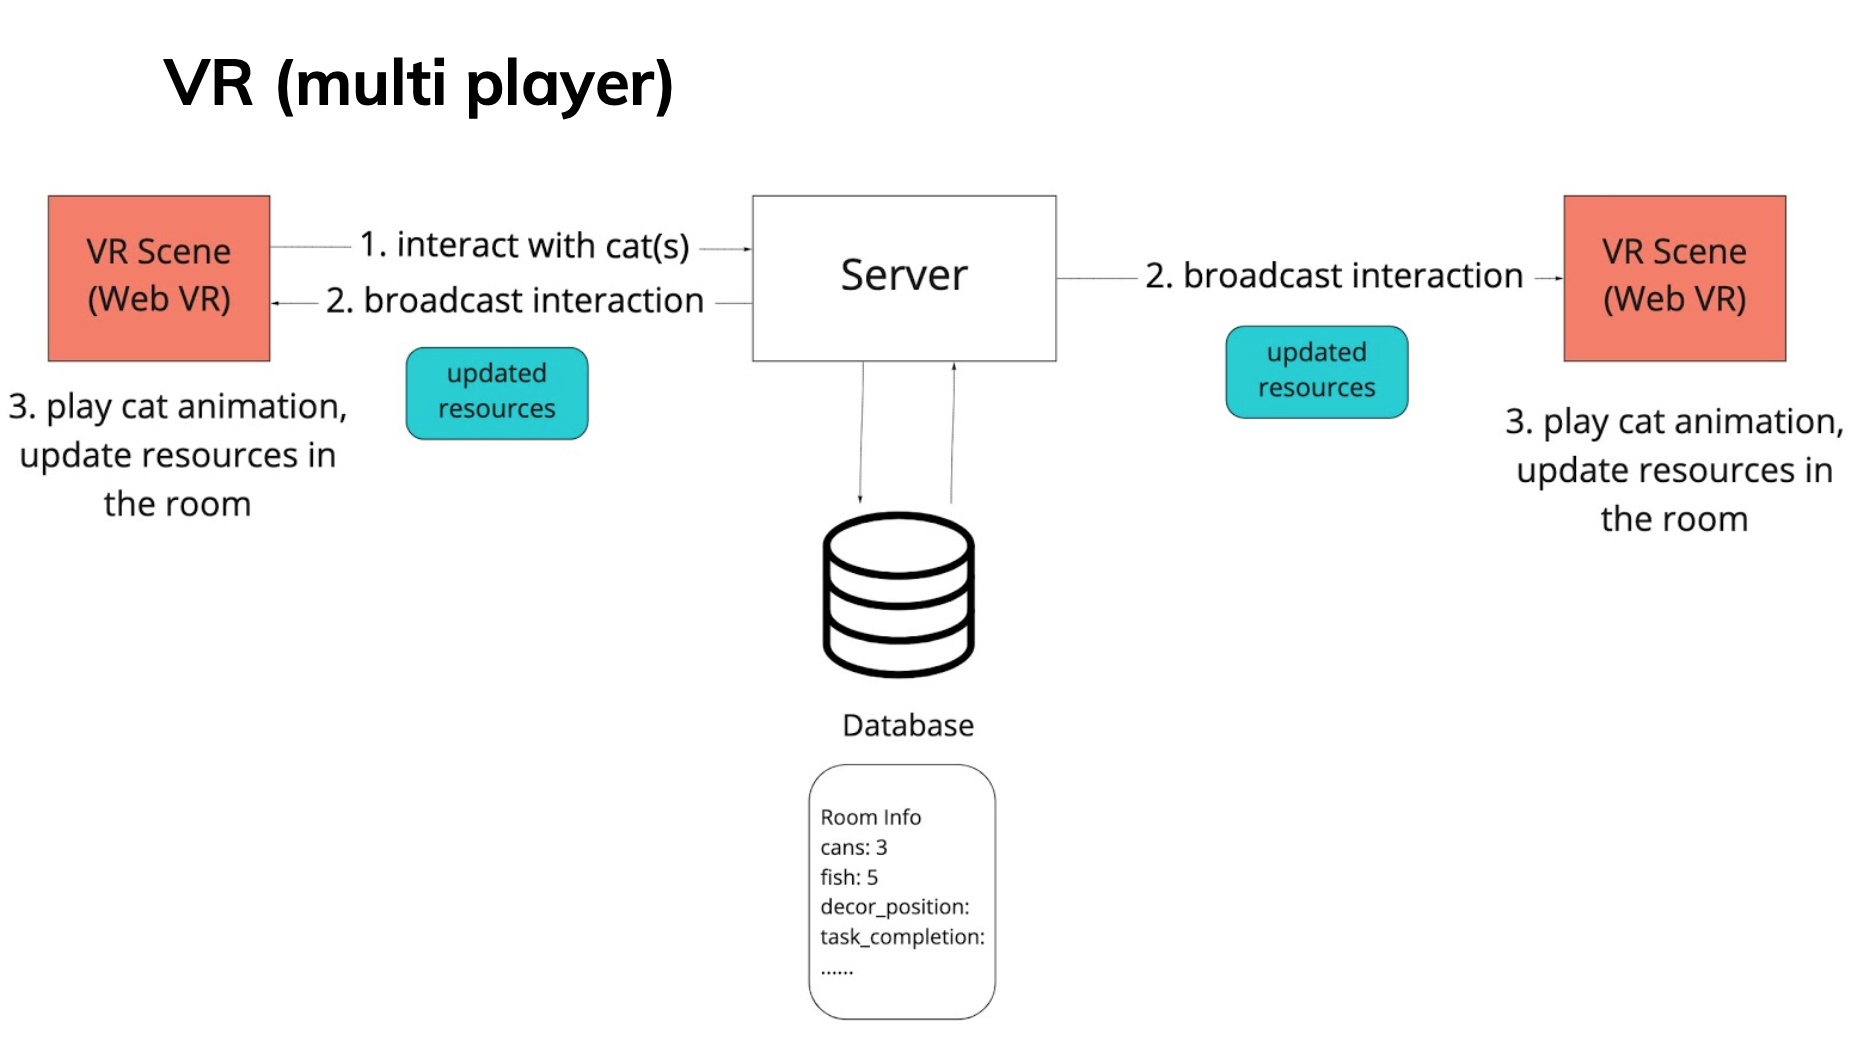 VR (multi player)
VR Scene
(Web VR)
1. interact with cat(s)
2. broadcast interaction
updated
resources
3. play cat animation,
update resources in
the room
Server
2. broadcast interaction
updated
resources
VR Scene
(Web VR)
3. play cat animation,
update resources in
the room
Database
Room Info
cans: 3
fish: 5
decor_position:
task_completion:
......